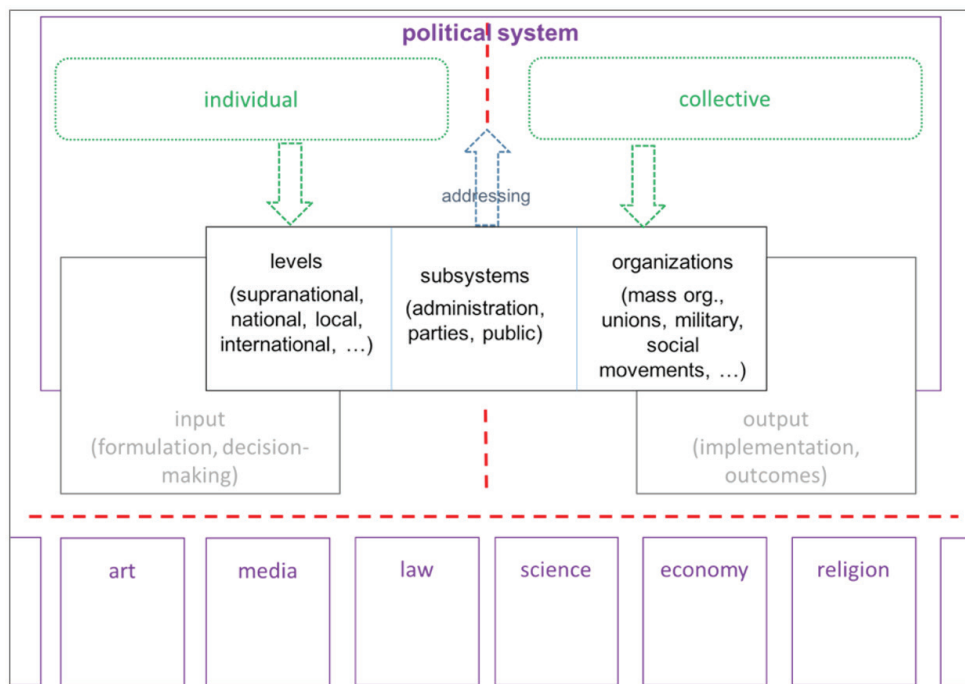 political system
individual
collective
addressing
levels
(supranational,
national, local,
international, …)
subsystems
(administration,
parties, public)
organizations
(mass org.,
unions, military,
social
movements, …)
input
(formulation, decision-
making)
output
(implementation,
outcomes)
art
media
law
science
economy
religion